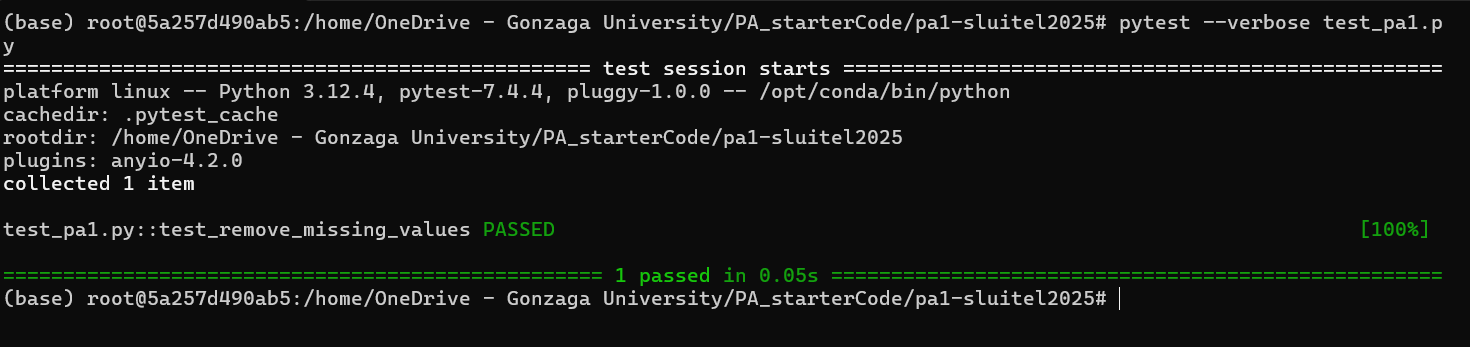 (base) root@5a257d490ab5:/home/OneDrive - Gonzaga University/PA_starterCode/pa1-sluitel2025# pytest --verbose test_pa1.p
y
================================================= test session starts ==================================================
platform linux -- Python 3.12.4, pytest-7.4.4, pluggy-1.0.0 -- /opt/conda/bin/python
cachedir: .pytest_cache
rootdir: /home/OneDrive - Gonzaga University/PA_starterCode/pa1-sluitel2025
plugins: anyio-4.2.0
collected 1 item
test_pa1.py::test_remove_missing_values PASSED [100%]
================================================== 1 passed in 0.05s ===================================================
(base) root@5a257d490ab5:/home/OneDrive - Gonzaga University/PA_starterCode/pa1-sluitel2025#